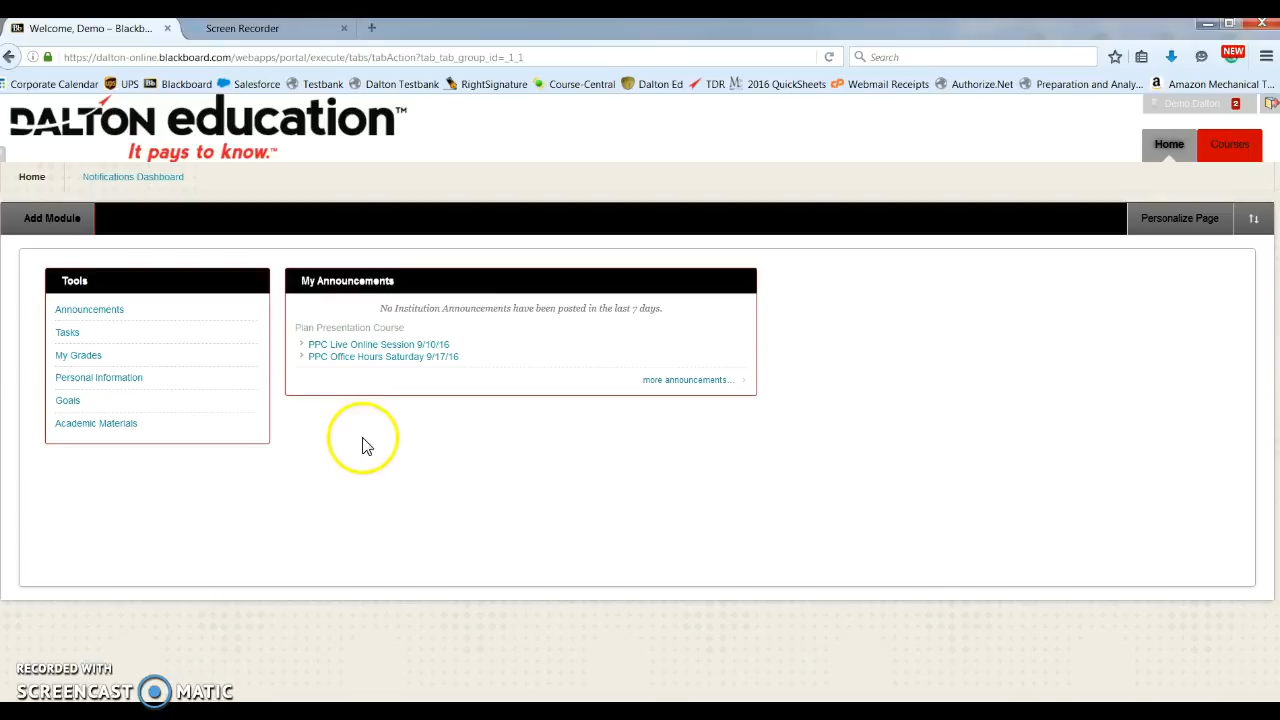 Welcome, Demo – Blackb...
Screen Recorder
https://dalton-online.blackboard.com/webapps/portal/execute/tabs/tabAction?tab_tab_group_id=_1_1
Search
NEW
Corporate Calendar UPS Blackboard Salesforce Testbank Dalton Testbank RightSignature Course-Central Dalton Ed TDR 2016 QuickSheets Webmail Receipts Authorize.Net Preparation and Analy... Amazon Mechanical T...
DALTON education™
It pays to know.™
Demo Dalton 2
Home Courses
Home Notifications Dashboard
Add Module
Personalize Page
Tools
Announcements
Tasks
My Grades
Personal Information
Goals
Academic Materials
My Announcements
No Institution Announcements have been posted in the last 7 days.
Plan Presentation Course
PPC Live Online Session 9/10/16
PPC Office Hours Saturday 9/17/16
more announcements...
RECORDED WITH
SCREENCAST MATIC